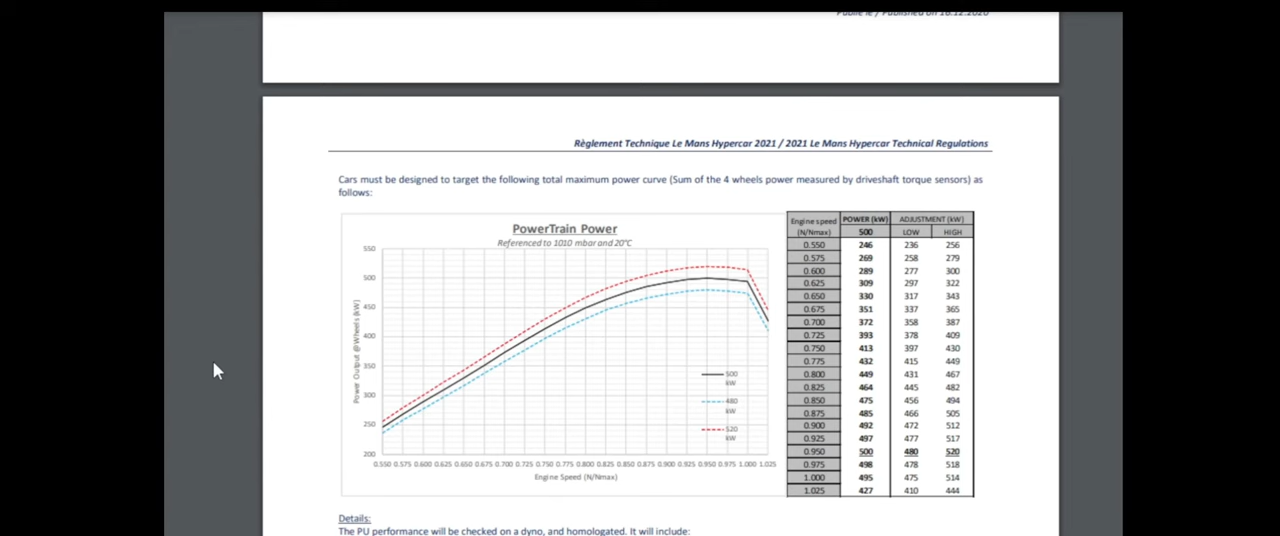 Publié le / Published on 16.12.2020
Règlement Technique Le Mans Hypercar 2021 / 2021 Le Mans Hypercar Technical Regulations
Cars must be designed to target the following total maximum power curve (Sum of the 4 wheels power measured by driveshaft torque sensors) as
follows:
PowerTrain Power
Referenced to 1010 mbar and 20°C
550
500
450
400
350
300
250
200
Power Output @ Wheels (kW)
0.550 0.575 0.600 0.625 0.650 0.675 0.700 0.725 0.750 0.775 0.800 0.825 0.850 0.875 0.900 0.925 0.950 0.975 1.000 1.025
Engine Speed (N/Nmax)
500
kW
480
kW
520
kW
Engine speed POWER (kW) ADJUSTMENT (kW)
(N/Nmax) 500 LOW HIGH
0.550 246 236 256
0.575 269 258 279
0.600 289 277 300
0.625 309 297 322
0.650 330 317 343
0.675 351 337 365
0.700 372 358 387
0.725 393 378 409
0.750 413 397 430
0.775 432 415 449
0.800 449 431 467
0.825 464 445 482
0.850 475 456 494
0.875 485 466 505
0.900 492 472 512
0.925 497 477 517
0.950 500 480 520
0.975 498 478 518
1.000 495 475 514
1.025 427 410 444
Details:
The PU performance will be checked on a dyno, and homologated. It will include: